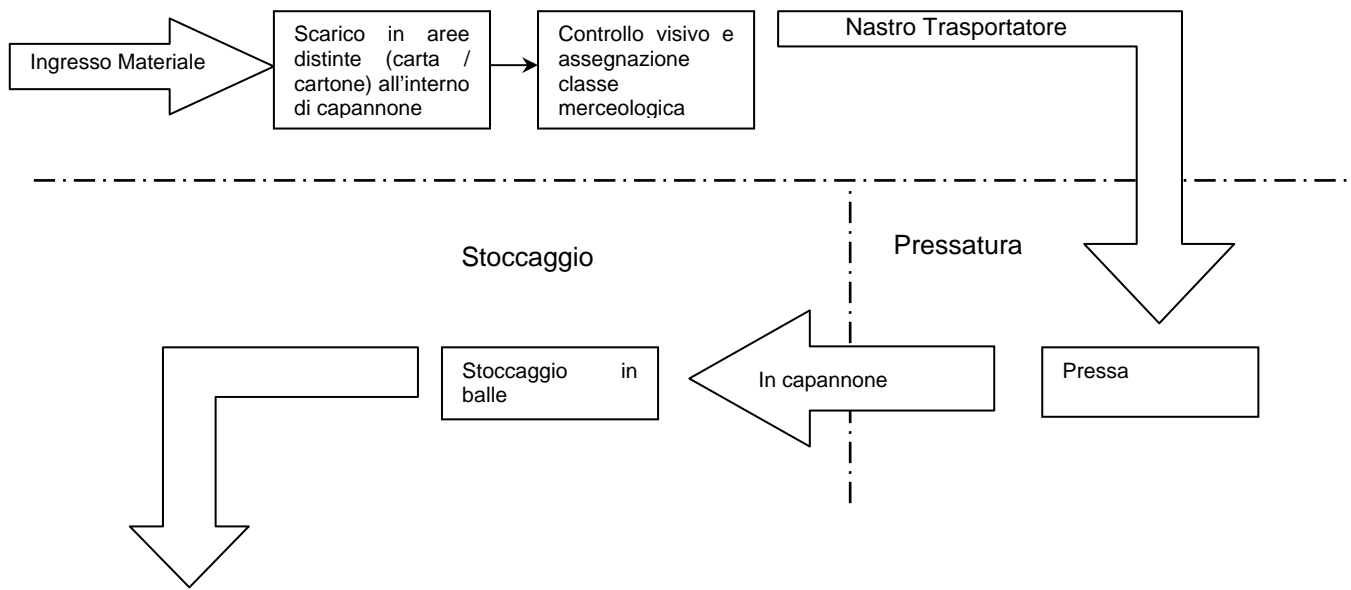 Ingresso Materiale
Scarico in aree
distinte (carta /
cartone) all'interno
di capannone
Controllo visivo e
assegnazione
classe
merceologica
Nastro Trasportatore
Stoccaggio
Pressatura
Stoccaggio in
balle
In capannone
Pressa